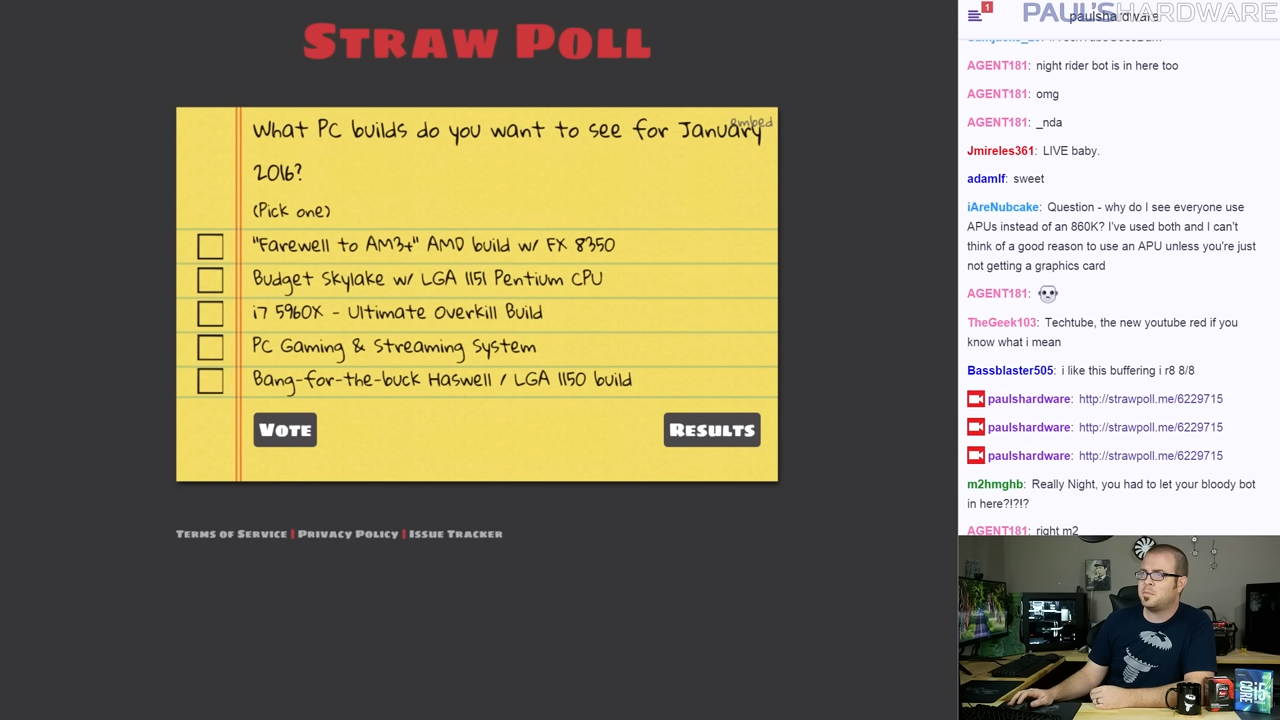 STRAW POLL
embed
What PC builds do you want to see for January
2016?
(Pick one)
"Farewell to AM3+" AMD build w/ FX 8350
Budget Skylake w/ LGA 1151 Pentium CPU
i7 5960X - Ultimate Overkill Build
PC Gaming & Streaming System
Bang-for-the-buck Haswell / LGA 1150 build
VOTE
RESULTS
TERMS OF SERVICE | PRIVACY POLICY | ISSUE TRACKER
1
PAUL'SHARDWARE
paulshardware
AGENT181: night rider bot is in here too
AGENT181: omg
AGENT181: _nda
Jmireles361: LIVE baby.
adamlf: sweet
iAreNubcake: Question - why do I see everyone use
APUs instead of an 860K? I've used both and I can't
think of a good reason to use an APU unless you're just
not getting a graphics card
AGENT181:
TheGeek103: Techtube, the new youtube red if you
know what i mean
Bassblaster505: i like this buffering i r8 8/8
paulshardware: http://strawpoll.me/6229715
paulshardware: http://strawpoll.me/6229715
paulshardware: http://strawpoll.me/6229715
m2hmghb: Really Night, you had to let your bloody bot
in here?!?!?
AGENT181: right m2
CORE i5